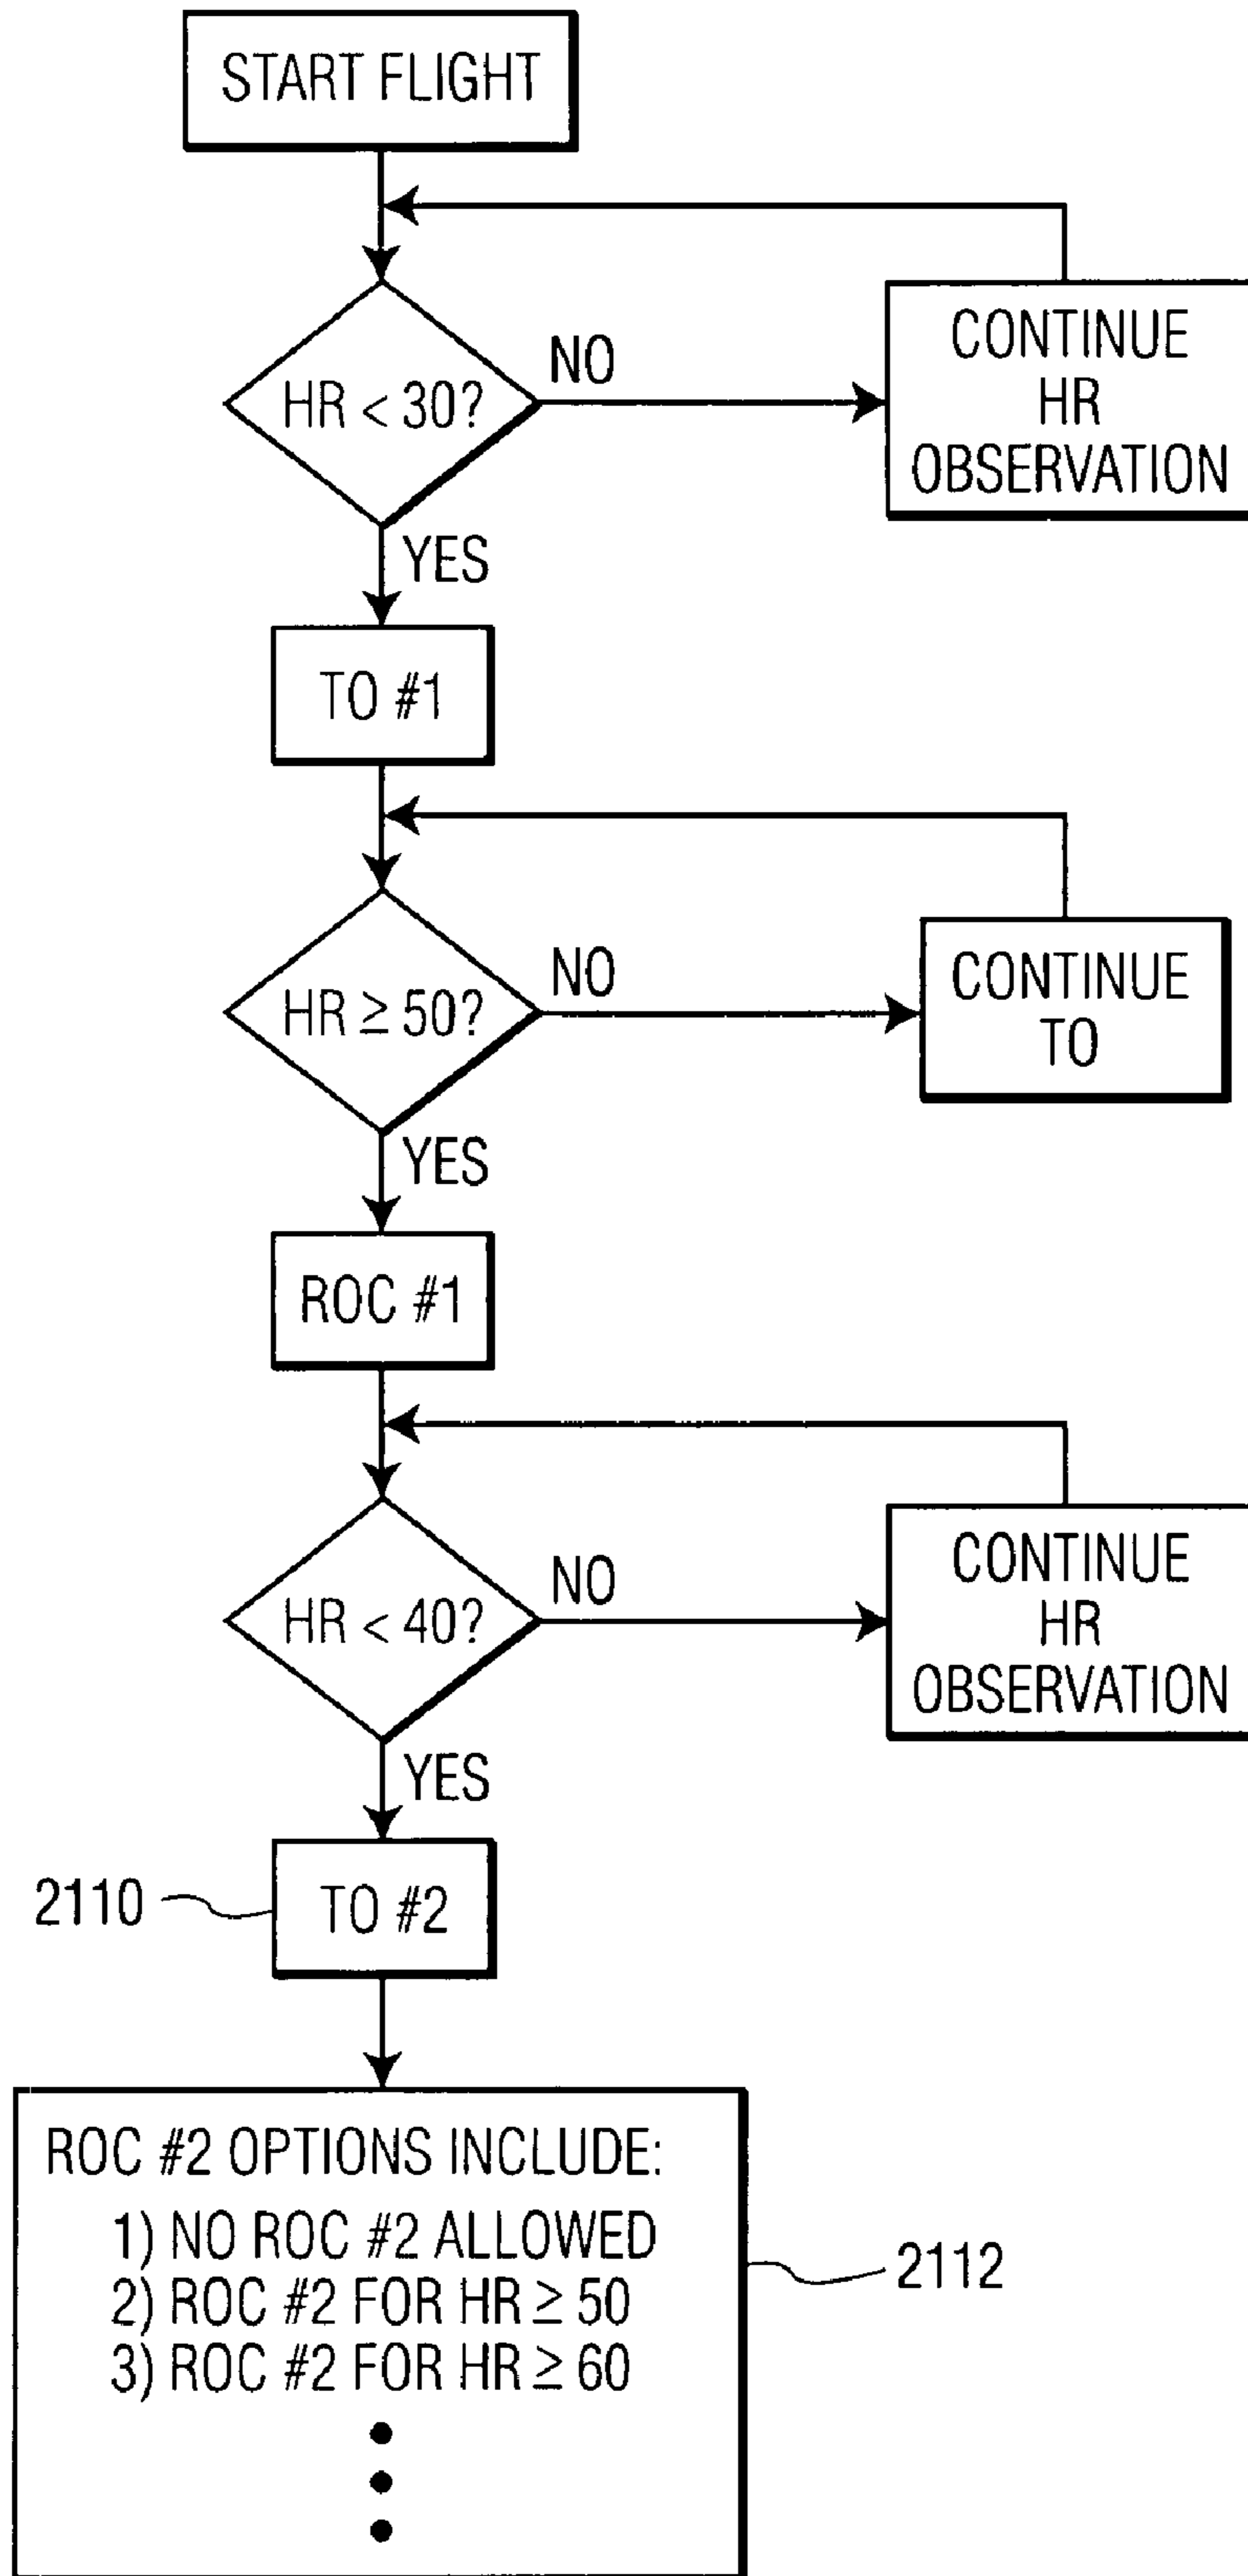 START FLIGHT
HR < 30?
NO
CONTINUE
HR
OBSERVATION
YES
TO #1
HR ≥ 50?
NO
CONTINUE
TO
YES
ROC #1
HR < 40?
NO
CONTINUE
HR
OBSERVATION
YES
2110
TO #2
ROC #2 OPTIONS INCLUDE:
1) NO ROC #2 ALLOWED
2) ROC #2 FOR HR ≥ 50
3) ROC #2 FOR HR ≥ 60
2112